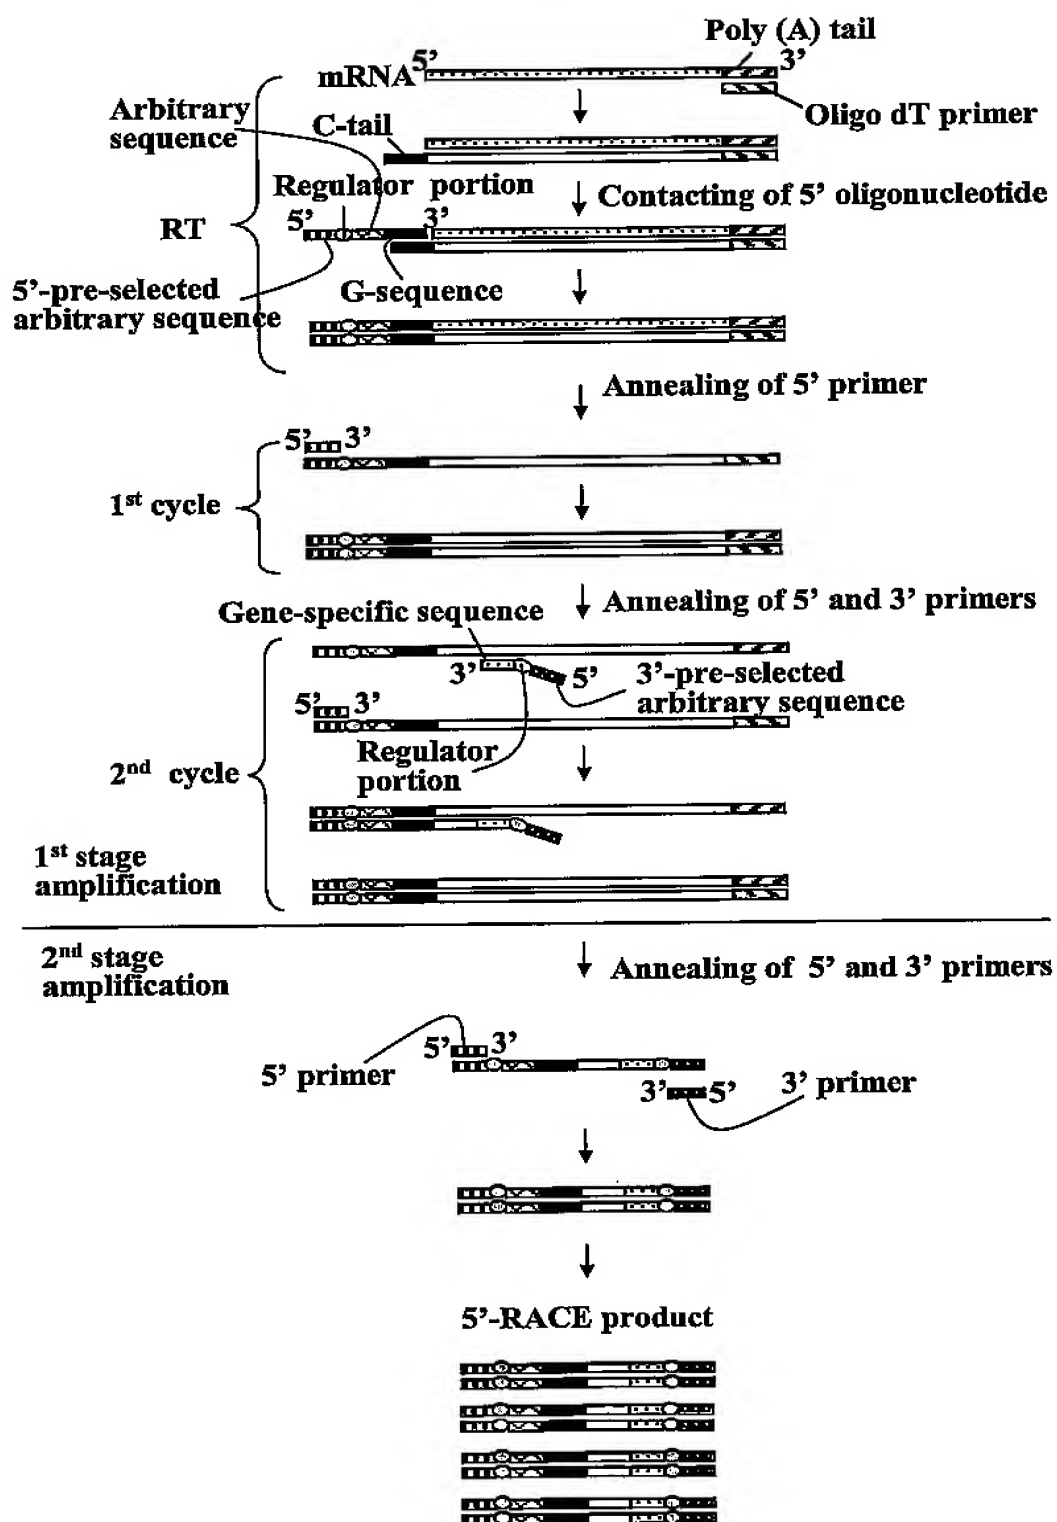 Poly (A) tail
5’
3’
mRNA
Arbitrary
sequence
C-tail
Oligo dT primer
Regulator portion
Contacting of 5’ oligonucleotide
5’
3’
RT
5’-pre-selected
arbitrary sequence
G-sequence
Annealing of 5’ primer
5’
3’
1st cycle
Annealing of 5’ and 3’ primers
Gene-specific sequence
3’
5’
3’-pre-selected
arbitrary sequence
5’
3’
Regulator
portion
2nd cycle
1st stage
amplification
2nd stage
amplification
Annealing of 5’ and 3’ primers
5’
3’
5’ primer
3’
5’
3’ primer
5’-RACE product